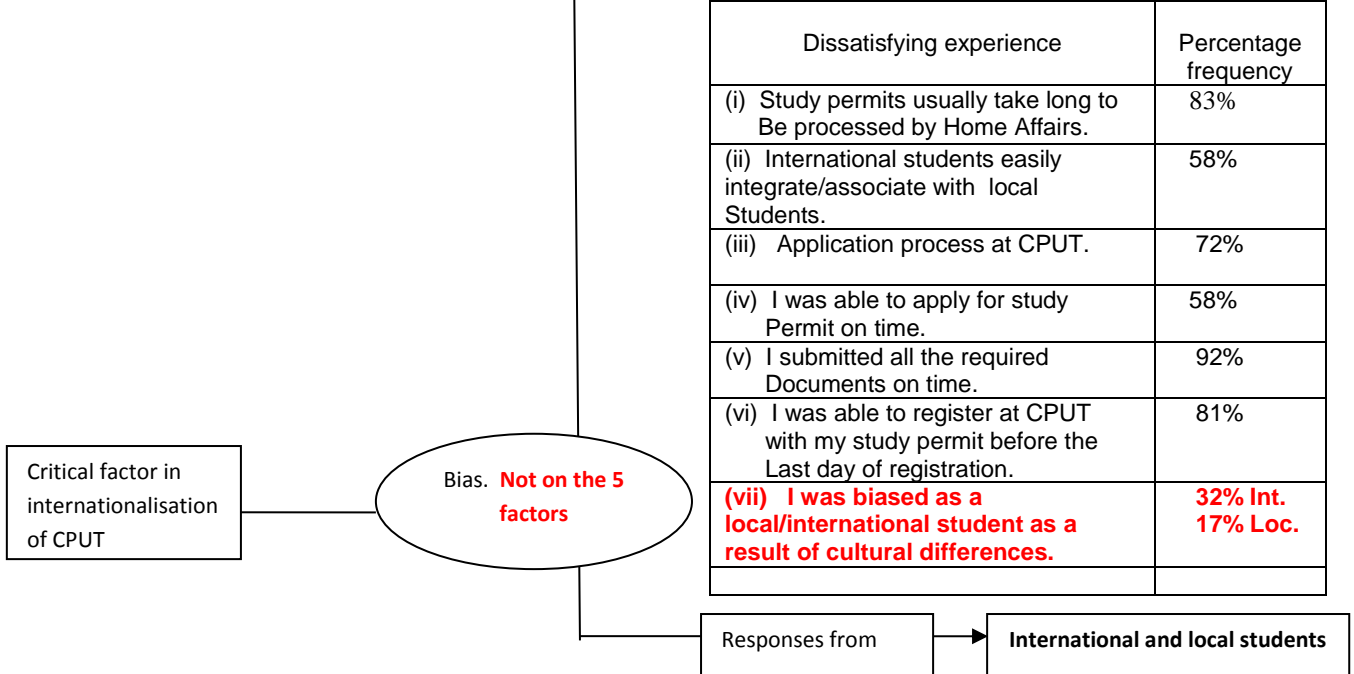 Dissatisfying experience
Percentage
frequency
(i) Study permits usually take long to
Be processed by Home Affairs.
83%
(ii) International students easily
integrate/associate with local
Students.
58%
(iii) Application process at CPUT.
72%
(iv) I was able to apply for study
Permit on time.
58%
(v) I submitted all the required
Documents on time.
92%
(vi) I was able to register at CPUT
with my study permit before the
Last day of registration.
81%
(vii) I was biased as a
local/international student as a
result of cultural differences.
32% Int.
17% Loc.
Critical factor in
internationalisation
of CPUT
Bias. Not on the 5
factors
Responses from
International and local students